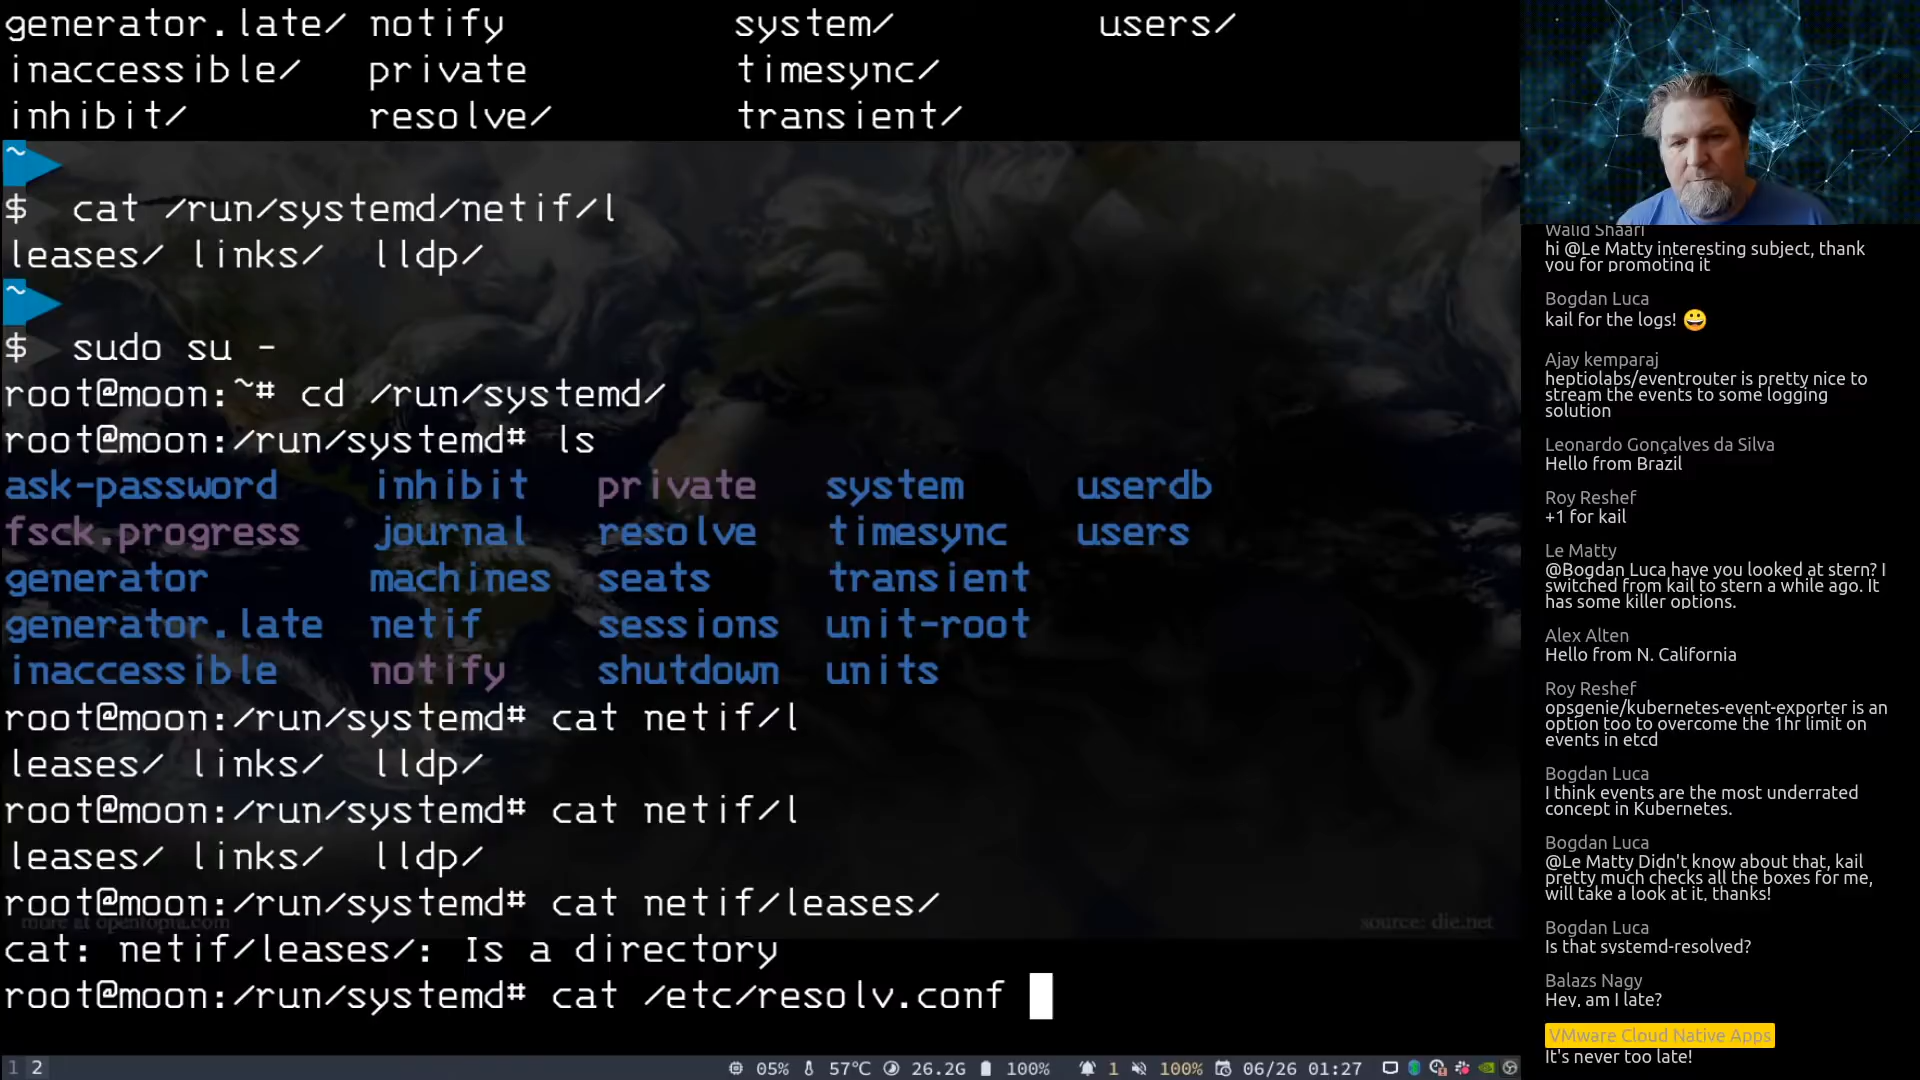 generator.late/ notify system/ users/
inaccessible/ private timesync/
inhibit/ resolve/ transient/
~
$ cat /run/systemd/netif/l
leases/ links/ lldp/
~
$ sudo su -
root@moon:~# cd /run/systemd/
root@moon:/run/systemd# ls
ask-password inhibit private system userdb
fsck.progress journal resolve timesync users
generator machines seats transient
generator.late netif sessions unit-root
inaccessible notify shutdown units
root@moon:/run/systemd# cat netif/l
leases/ links/ lldp/
root@moon:/run/systemd# cat netif/l
leases/ links/ lldp/
root@moon:/run/systemd# cat netif/leases/
more at opentopia.com source: die.net
cat: netif/leases/: Is a directory
root@moon:/run/systemd# cat /etc/resolv.conf
1 2 05% 57°C 26.2G 100% 1 100% 06/26 01:27
Walid Shaari
hi @Le Matty interesting subject, thank
you for promoting it
Bogdan Luca
kail for the logs! 😀
Ajay kemparaj
heptiolabs/eventrouter is pretty nice to
stream the events to some logging
solution
Leonardo Gonçalves da Silva
Hello from Brazil
Roy Reshef
+1 for kail
Le Matty
@Bogdan Luca have you looked at stern? I
switched from kail to stern a while ago. It
has some killer options.
Alex Alten
Hello from N. California
Roy Reshef
opsgenie/kubernetes-event-exporter is an
option too to overcome the 1hr limit on
events in etcd
Bogdan Luca
I think events are the most underrated
concept in Kubernetes.
Bogdan Luca
@Le Matty Didn't know about that, kail
pretty much checks all the boxes for me,
will take a look at it, thanks!
Bogdan Luca
Is that systemd-resolved?
Balazs Nagy
Hey, am I late?
VMware Cloud Native Apps
It's never too late!